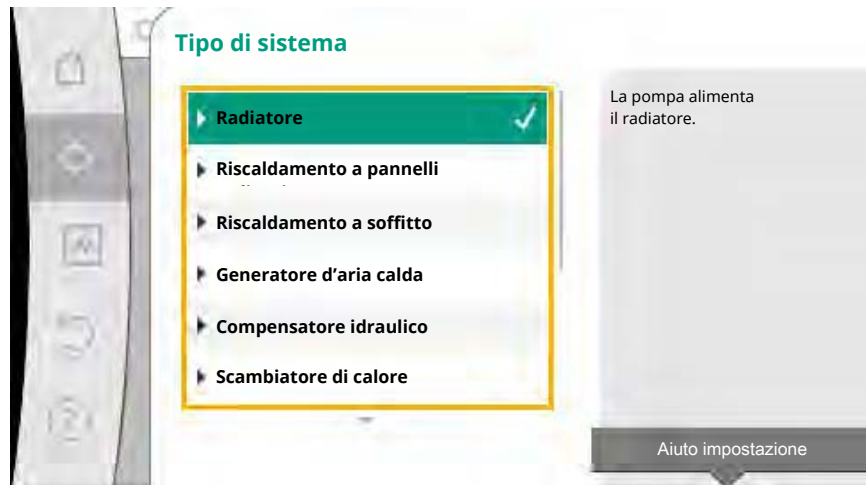 Tipo di sistema
Radiatore
Riscaldamento a pannelli
Riscaldamento a soffitto
Generatore d’aria calda
Compensatore idraulico
Scambiatore di calore
La pompa alimenta
il radiatore.
Aiuto impostazione